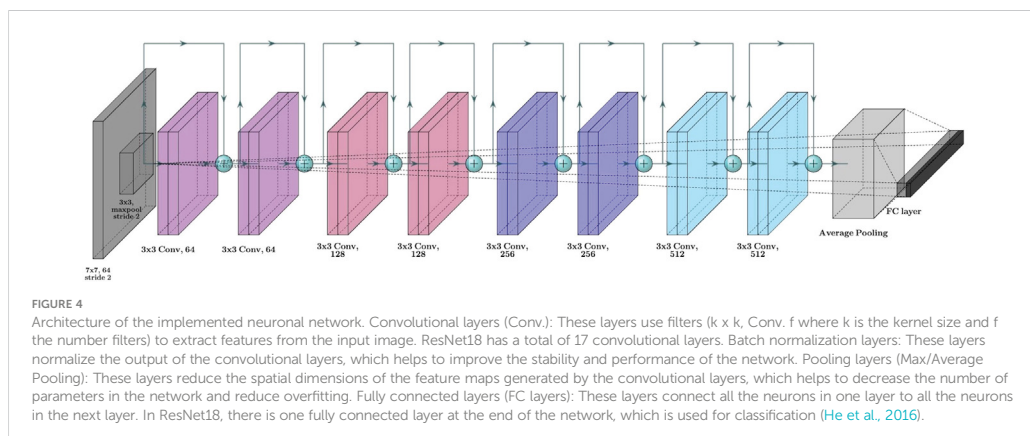 3x3,
maxpool
stride 2
7x7, 64
stride 2
3x3 Conv, 64
3x3 Conv, 64
3x3 Conv,
128
3x3 Conv,
128
3x3 Conv,
256
3x3 Conv,
256
3x3 Conv,
512
3x3 Conv,
512
Average Pooling
FC layer
FIGURE 4
Architecture of the implemented neuronal network. Convolutional layers (Conv.): These layers use filters (k x k, Conv. f where k is the kernel size and f
the number filters) to extract features from the input image. ResNet18 has a total of 17 convolutional layers. Batch normalization layers: These layers
normalize the output of the convolutional layers, which helps to improve the stability and performance of the network. Pooling layers (Max/Average
Pooling): These layers reduce the spatial dimensions of the feature maps generated by the convolutional layers, which helps to decrease the number of
parameters in the network and reduce overfitting. Fully connected layers (FC layers): These layers connect all the neurons in one layer to all the neurons
in the next layer. In ResNet18, there is one fully connected layer at the end of the network, which is used for classification (He et al., 2016).